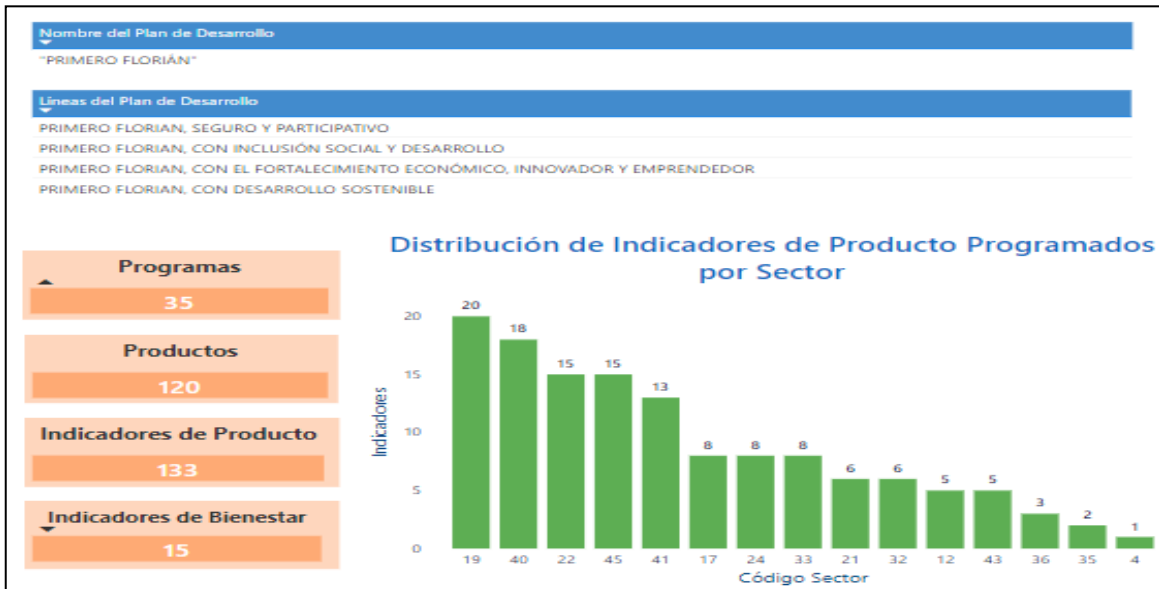 Nombre del Plan de Desarrollo
"PRIMERO FLORIÁN"
Líneas del Plan de Desarrollo
PRIMERO FLORIAN, SEGURO Y PARTICIPATIVO
PRIMERO FLORIAN, CON INCLUSIÓN SOCIAL Y DESARROLLO
PRIMERO FLORIAN, CON EL FORTALECIMIENTO ECONÓMICO, INNOVADOR Y EMPRENDEDOR
PRIMERO FLORIAN, CON DESARROLLO SOSTENIBLE
Programas
35
Productos
120
Indicadores de Producto
133
Indicadores de Bienestar
15
Distribución de Indicadores de Producto Programados
por Sector
Indicadores
20
15
10
5
0
20 18 15 15 13 8 8 8 6 6 5 5 3 2 1
19 40 22 45 41 17 24 33 21 32 12 43 36 35 4
Código Sector